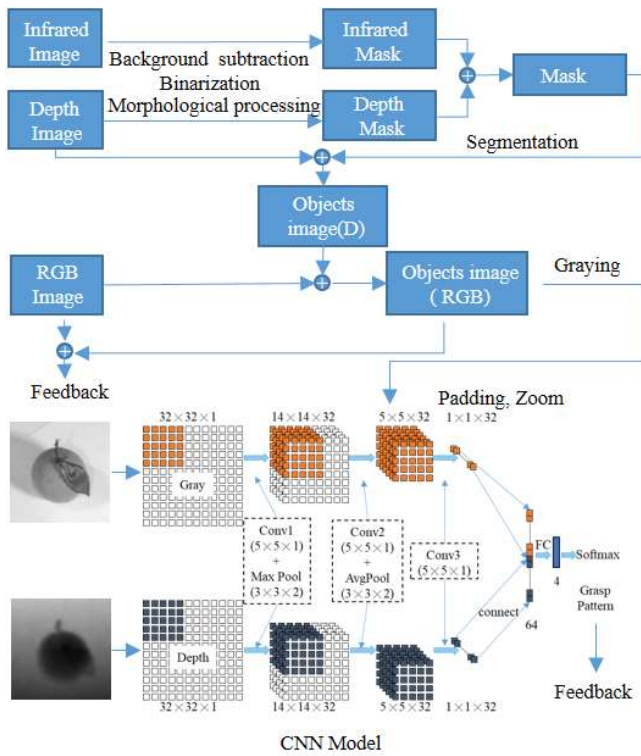 Infrared
Image
Background subtraction
Binarization
Morphological processing
Infrared
Mask
Mask
Depth
Image
Depth
Mask
Segmentation
Objects
image(D)
RGB
Image
Objects image
( RGB)
Graying
Feedback
Padding, Zoom
32×32×1
14×14×32
5×5×32
1×1×32
Gray
Conv1
(5×5×1)
+
Max Pool
(3×3×2)
Conv2
(5×5×1)
+
AvgPool
(3×3×2)
Conv3
(5×5×1)
FC
Softmax
4
Grasp
Pattern
connect
64
Depth
32×32×1
14×14×32
5×5×32
1×1×32
Feedback
CNN Model